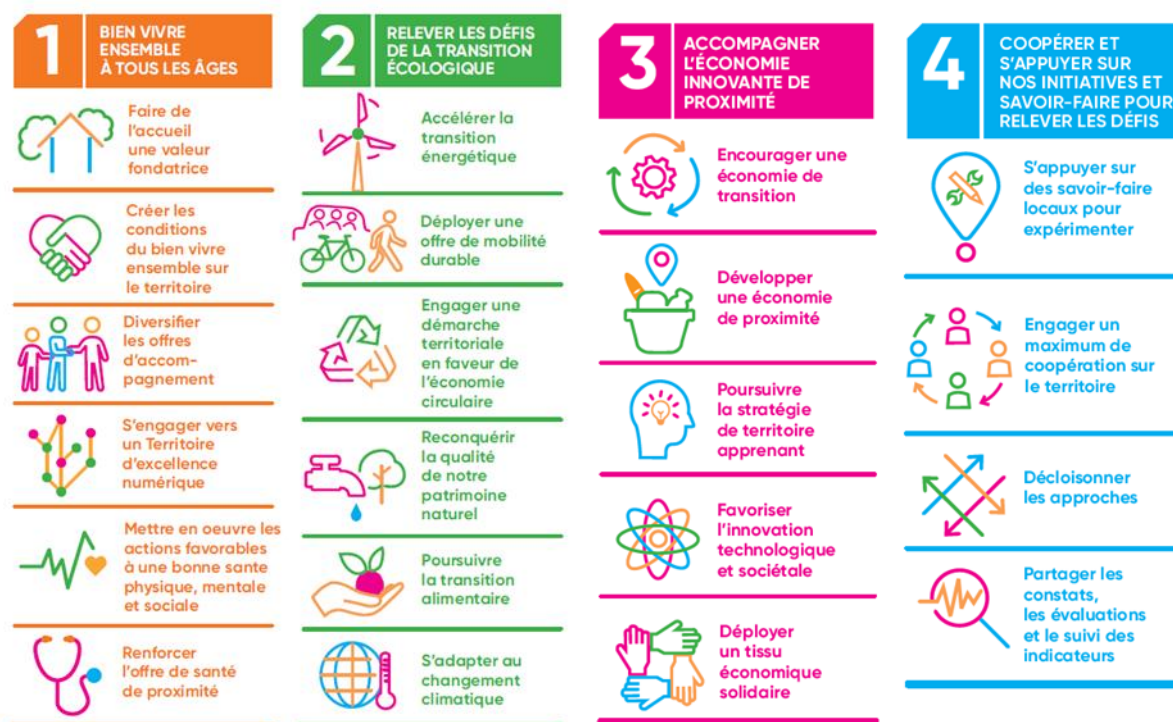 1
BIEN VIVRE
ENSEMBLE
À TOUS LES ÂGES
Faire de
l'accueil
une valeur
fondatrice
Créer les
conditions
du bien vivre
ensemble sur
le territoire
Diversifier
les offres
d'accom-
pagnement
S'engager vers
un Territoire
d'excellence
numérique
Mettre en oeuvre les
actions favorables
à une bonne sante
physique, mentale
et sociale
Renforcer
l'offre de santé
de proximité
2
RELEVER LES DÉFIS
DE LA TRANSITION
ÉCOLOGIQUE
Accélérer la
transition
énergétique
Déployer une
offre de mobilité
durable
Engager une
démarche
territoriale
en faveur de
l'économie
circulaire
Reconquérir
la qualité
de notre
patrimoine
naturel
Poursuivre
la transition
alimentaire
S'adapter au
changement
climatique
3
ACCOMPAGNER
L'ÉCONOMIE
INNOVANTE DE
PROXIMITÉ
Encourager une
économie de
transition
Développer
une économie
de proximité
Poursuivre
la stratégie
de territoire
apprenant
Favoriser
l'innovation
technologique
et sociétale
Déployer
un tissu
économique
solidaire
4
COOPÉRER ET
S'APPUYER SUR
NOS INITIATIVES ET
SAVOIR-FAIRE POUR
RELEVER LES DÉFIS
S'appuyer sur
des savoir-faire
locaux pour
expérimenter
Engager un
maximum de
coopération sur
le territoire
Décloisonner
les approches
Partager les
constats,
les évaluations
et le suivi des
indicateurs